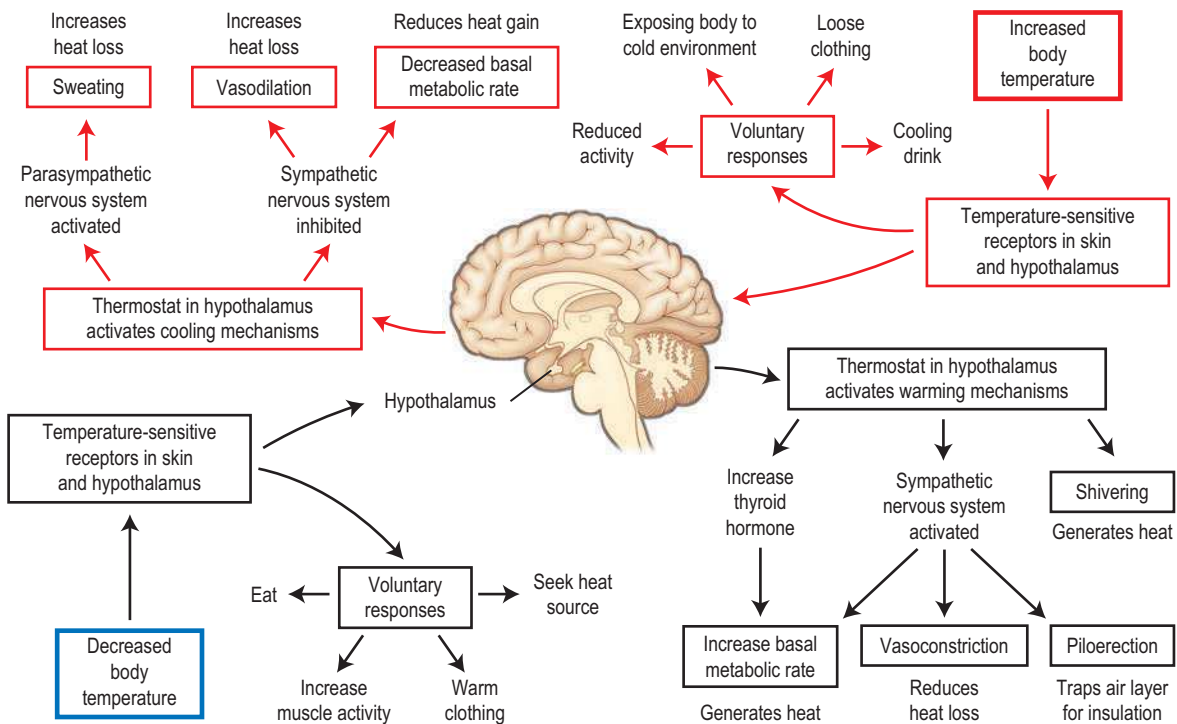 Increases
heat loss
Sweating
Increases
heat loss
Vasodilation
Reduces heat gain
Decreased basal
metabolic rate
Parasympathetic
nervous system
activated
Sympathetic
nervous system
inhibited
Thermostat in hypothalamus
activates cooling mechanisms
Exposing body to
cold environment
Loose
clothing
Reduced
activity
Voluntary
responses
Cooling
drink
Increased
body
temperature
Temperature-sensitive
receptors in skin
and hypothalamus
Hypothalamus
Thermostat in hypothalamus
activates warming mechanisms
Temperature-sensitive
receptors in skin
and hypothalamus
Decreased
body
temperature
Eat
Voluntary
responses
Seek heat
source
Increase
muscle activity
Warm
clothing
Increase
thyroid
hormone
Sympathetic
nervous system
activated
Shivering
Generates heat
Increase basal
metabolic rate
Generates heat
Vasoconstriction
Reduces
heat loss
Piloerection
Traps air layer
for insulation